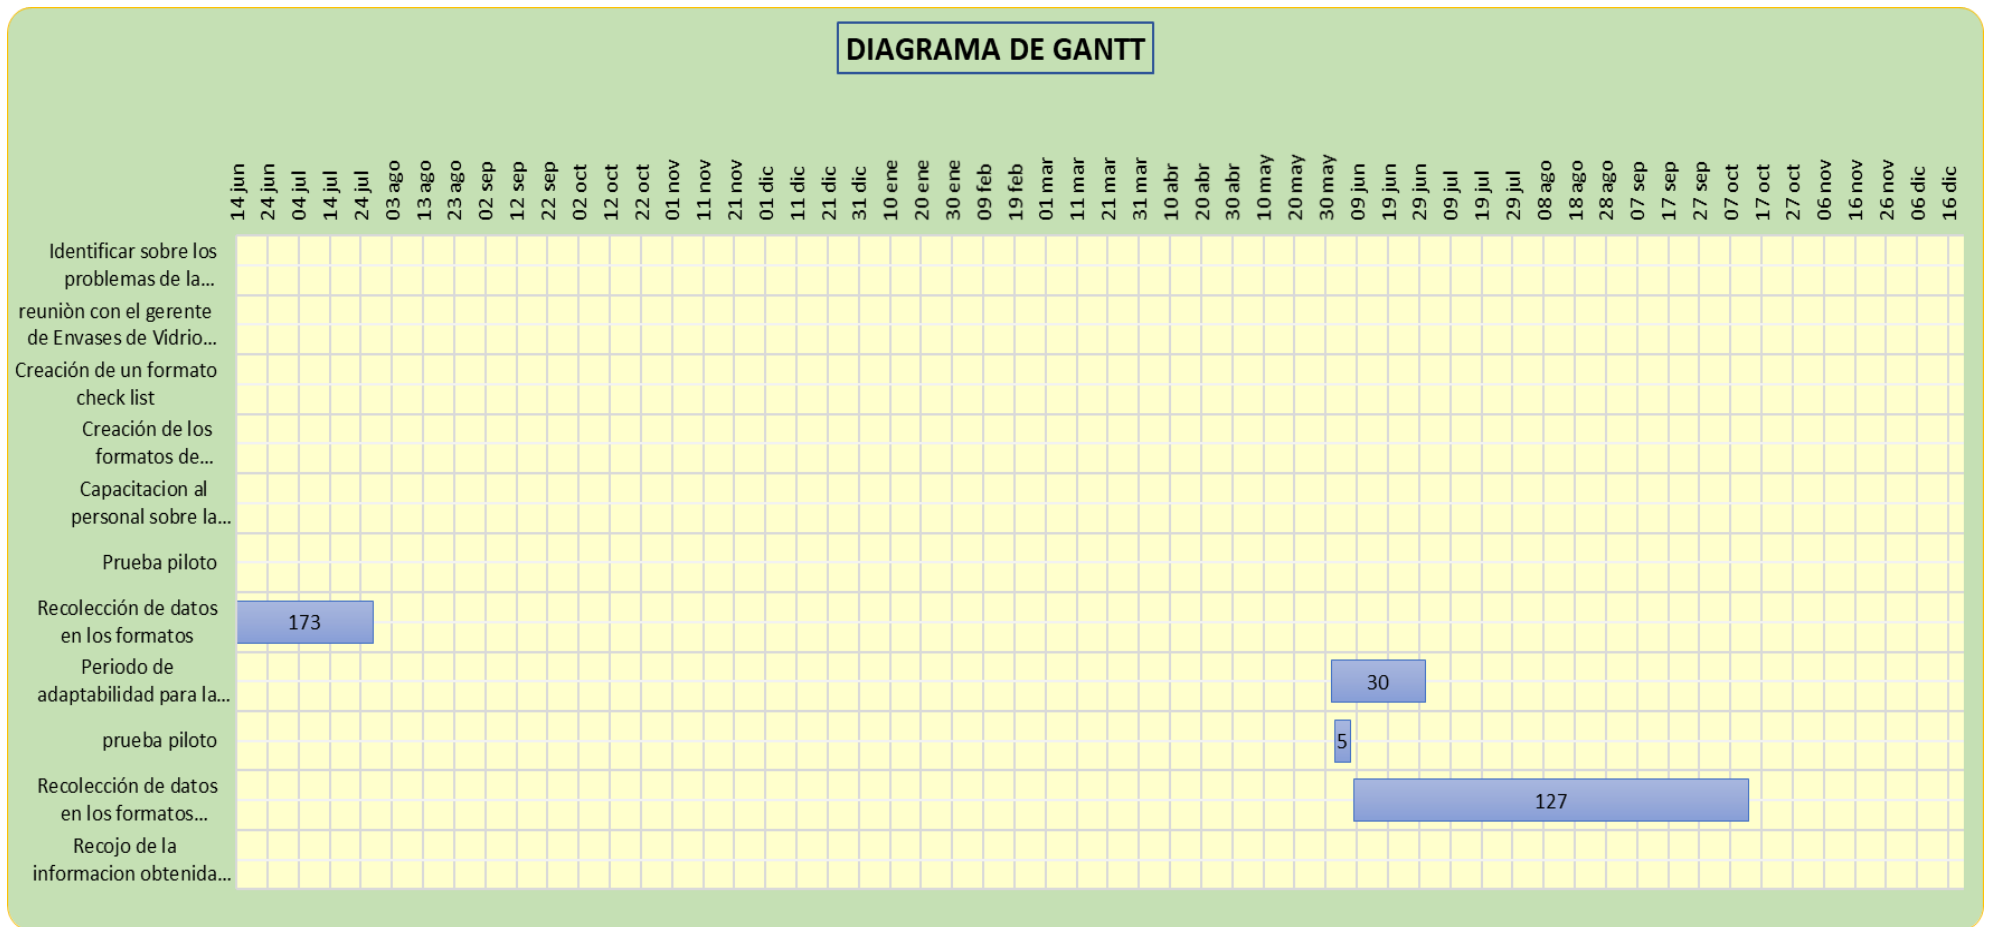 DIAGRAMA DE GANTT
14 jun
24 jun
04 jul
14 jul
24 jul
03 ago
13 ago
23 ago
02 sep
12 sep
22 sep
02 oct
12 oct
22 oct
01 nov
11 nov
21 nov
01 dic
11 dic
21 dic
31 dic
10 ene
20 ene
30 ene
09 feb
19 feb
01 mar
11 mar
21 mar
31 mar
10 abr
20 abr
30 abr
10 may
20 may
30 may
09 jun
19 jun
29 jun
09 jul
19 jul
29 jul
08 ago
18 ago
28 ago
07 sep
17 sep
27 sep
07 oct
17 oct
27 oct
06 nov
16 nov
26 nov
06 dic
16 dic
Identificar sobre los
problemas de la...
reuniòn con el gerente
de Envases de Vidrio...
Creación de un formato
check list
Creación de los
formatos de...
Capacitacion al
personal sobre la...
Prueba piloto
Recolección de datos
en los formatos
173
Periodo de
adaptabilidad para la...
30
prueba piloto
5
Recolección de datos
en los formatos...
127
Recojo de la
informacion obtenida...